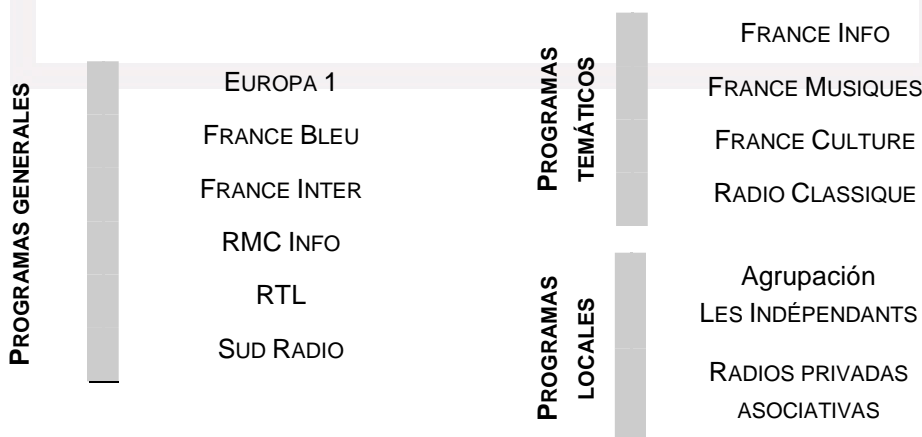 PROGRAMAS GENERALES
EUROPA 1
FRANCE BLEU
FRANCE INTER
RMC INFO
RTL
SUD RADIO
PROGRAMAS
TEMÁTICOS
FRANCE INFO
FRANCE MUSIQUES
FRANCE CULTURE
RADIO CLASSIQUE
PROGRAMAS
LOCALES
Agrupación
LES INDÉPENDANTS
RADIOS PRIVADAS
ASOCIATIVAS